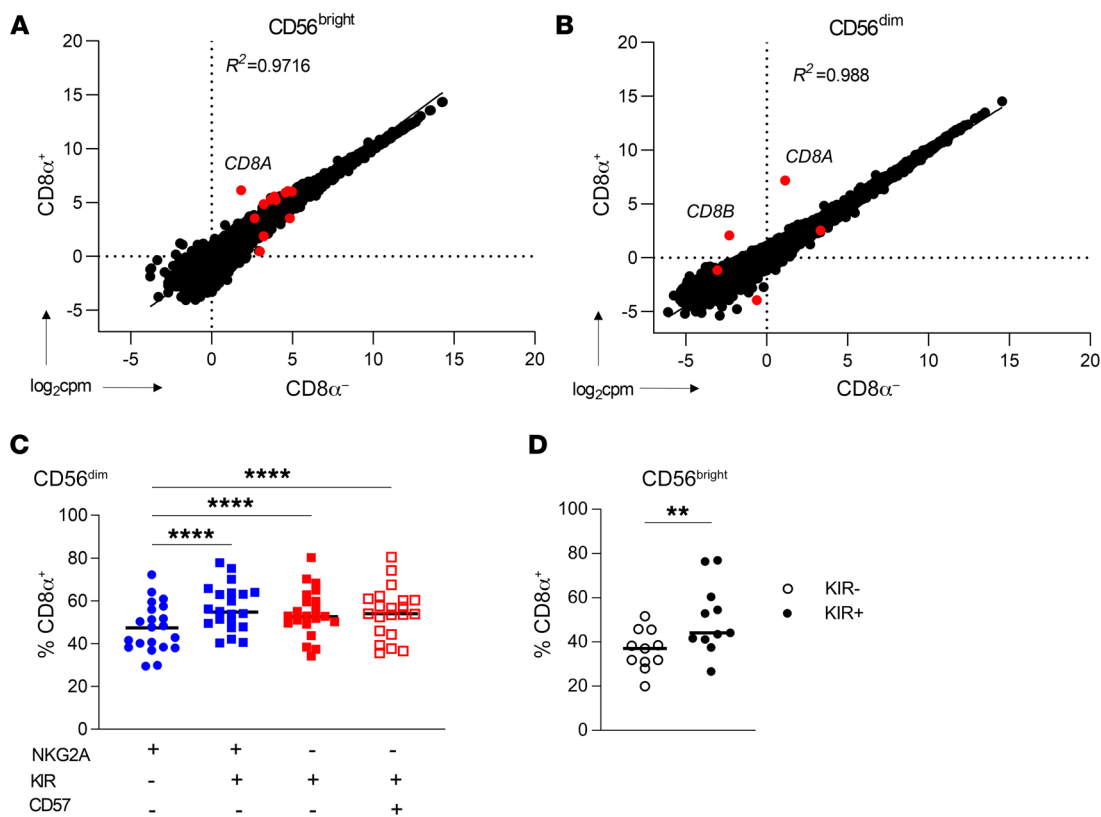 A
CD56bright
20
15
10
5
0
-5
CD8α+
R2=0.9716
CD8A
-5 0 5 10 15 20
log2cpm
CD8α−
B
CD56dim
20
15
10
5
0
-5
CD8α+
R2=0.988
CD8A
CD8B
-5 0 5 10 15 20
log2cpm
CD8α−
C
CD56dim
****
****
****
100
80
60
40
20
0
% CD8α+
NKG2A + + - -
KIR - + + +
CD57 - - - +
D
CD56bright
**
100
80
60
40
20
0
% CD8α+
KIR-
KIR+